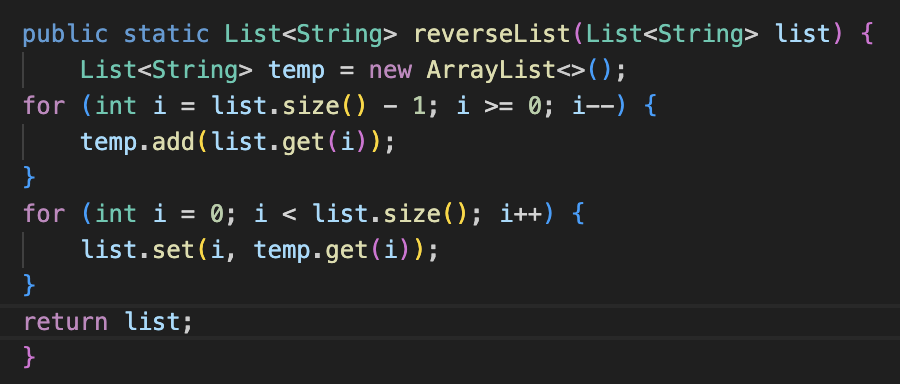 public static List<String> reverseList(List<String> list) {
    List<String> temp = new ArrayList<>();
for (int i = list.size() - 1; i >= 0; i--) {
    temp.add(list.get(i));
}
for (int i = 0; i < list.size(); i++) {
    list.set(i, temp.get(i));
}
return list;
}